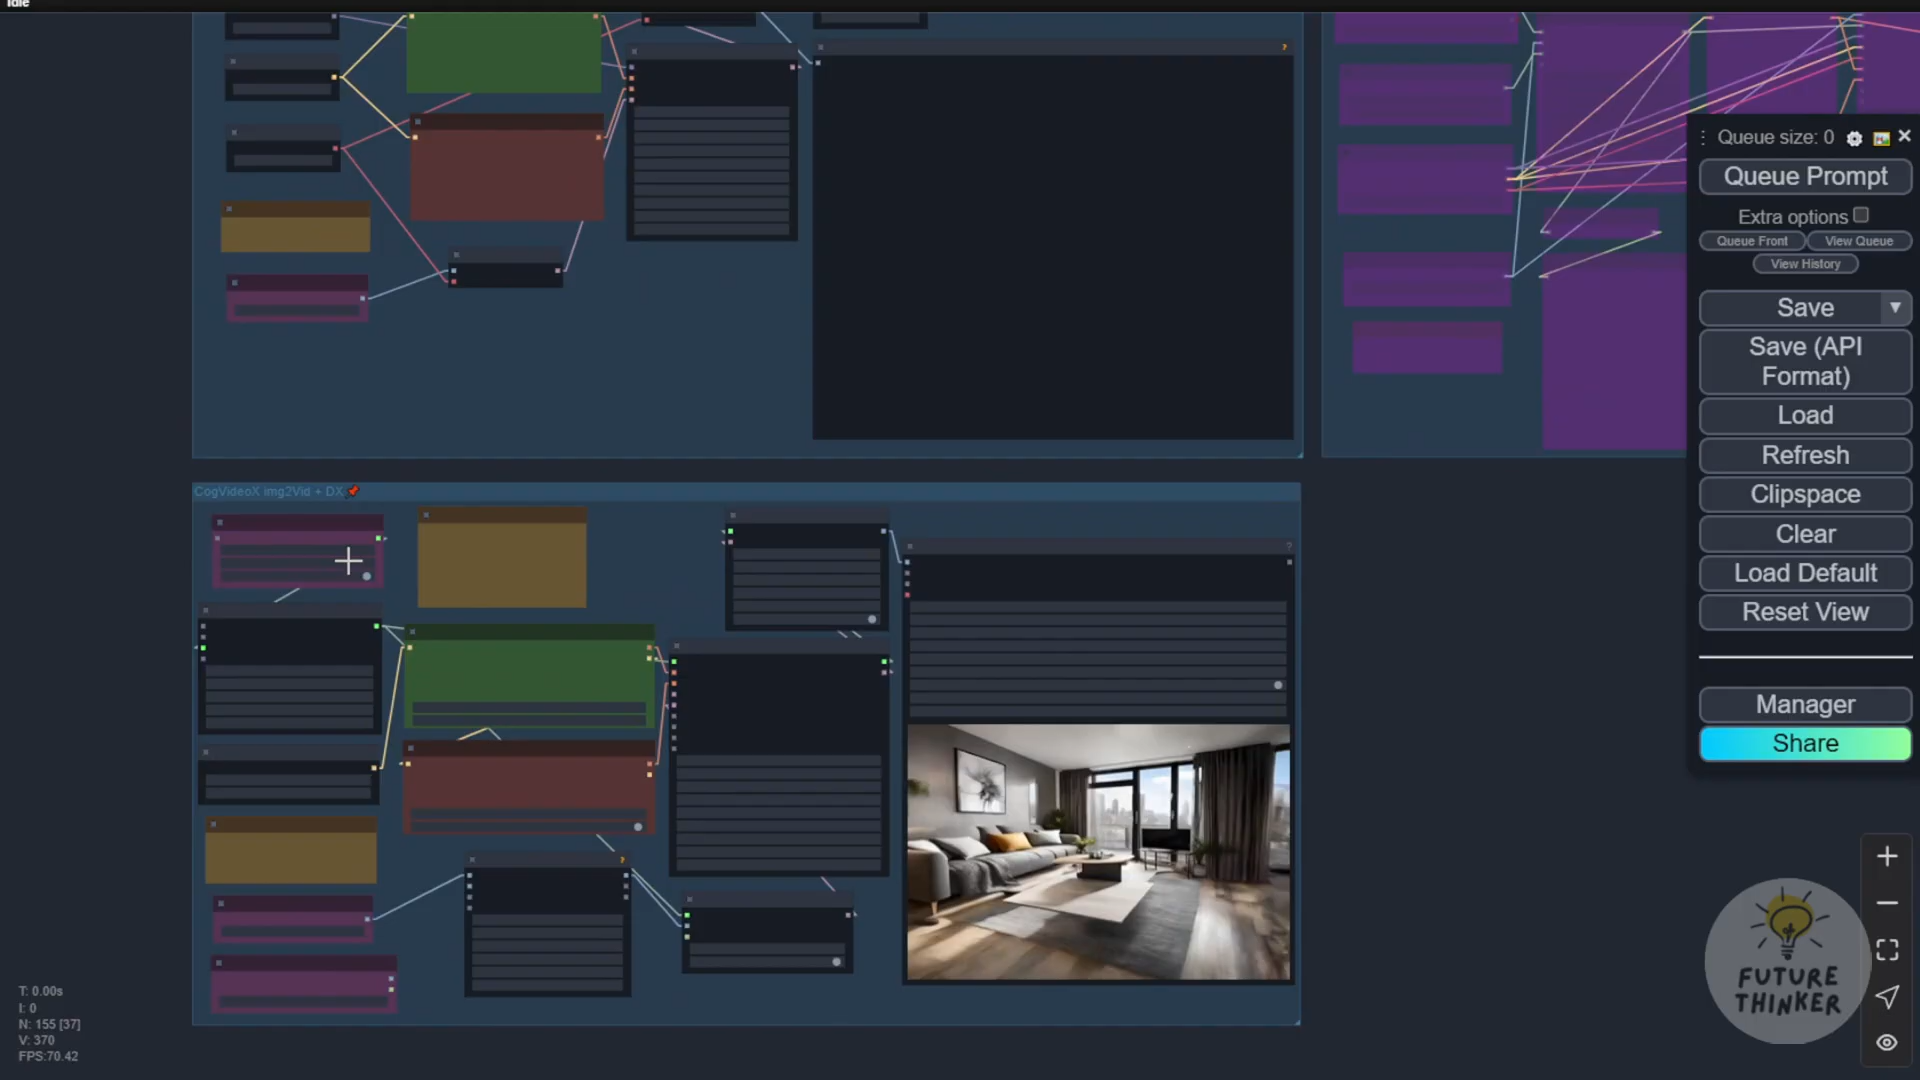 Idle
Queue size: 0
Queue Prompt
Extra options
Queue Front
View Queue
View History
Save
Save (API
Format)
Load
Refresh
Clipspace
Clear
Load Default
Reset View
Manager
Share
CogVideoX img2Vid + DX
FUTURE
THINKER
T: 0.00s
I: 0
N: 155 [37]
V: 370
FPS:70.42